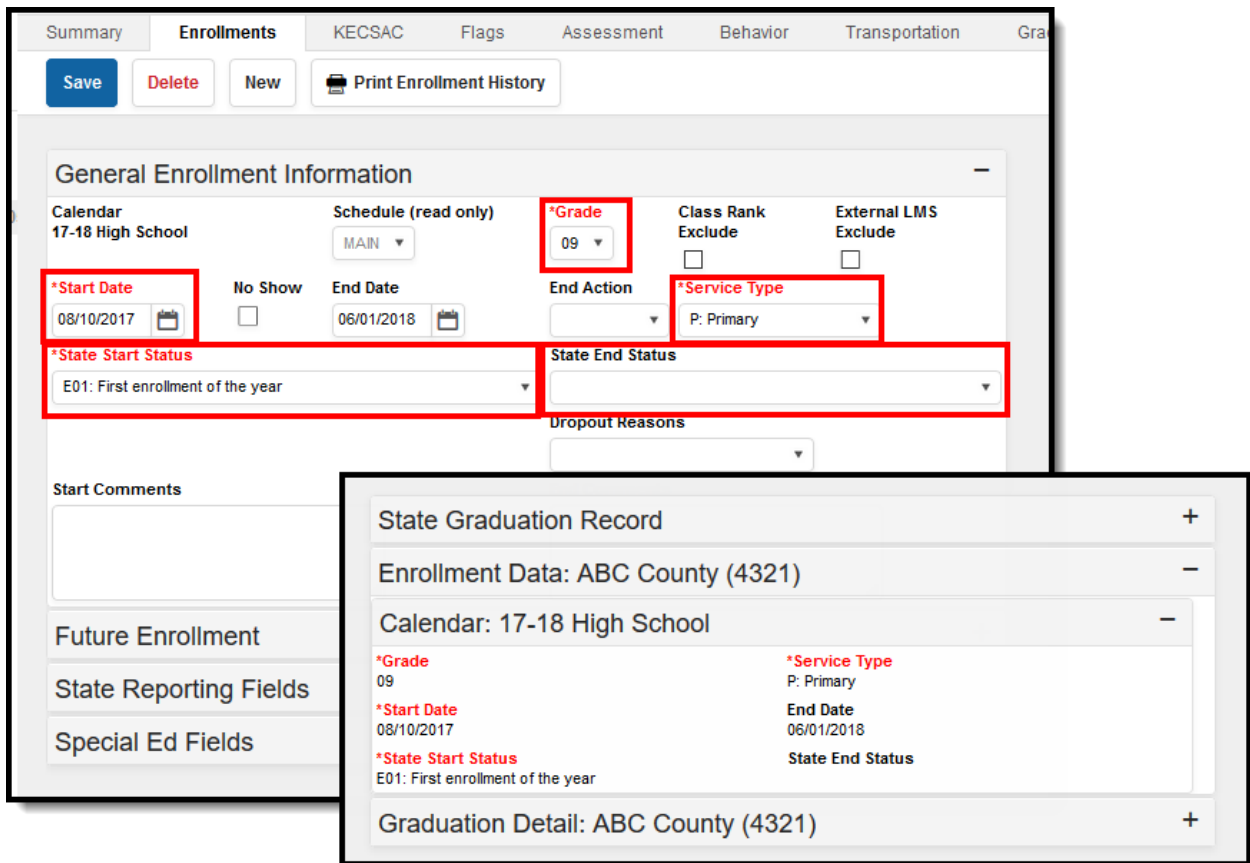 Summary Enrollments KECSAC Flags Assessment Behavior Transportation
Save Delete New Print Enrollment History
General Enrollment Information
Calendar Schedule (read only) *Grade Class Rank Exclude External LMS Exclude
17-18 High School MAIN 09
*Start Date No Show End Date End Action *Service Type
08/10/2017 06/01/2018 P: Primary
*State Start Status State End Status
E01: First enrollment of the year
Dropout Reasons
Start Comments
Future Enrollment
State Reporting Fields
Special Ed Fields
State Graduation Record +
Enrollment Data: ABC County (4321) −
Calendar: 17-18 High School −
*Grade *Service Type
09 P: Primary
*Start Date End Date
08/10/2017 06/01/2018
*State Start Status State End Status
E01: First enrollment of the year
Graduation Detail: ABC County (4321) +